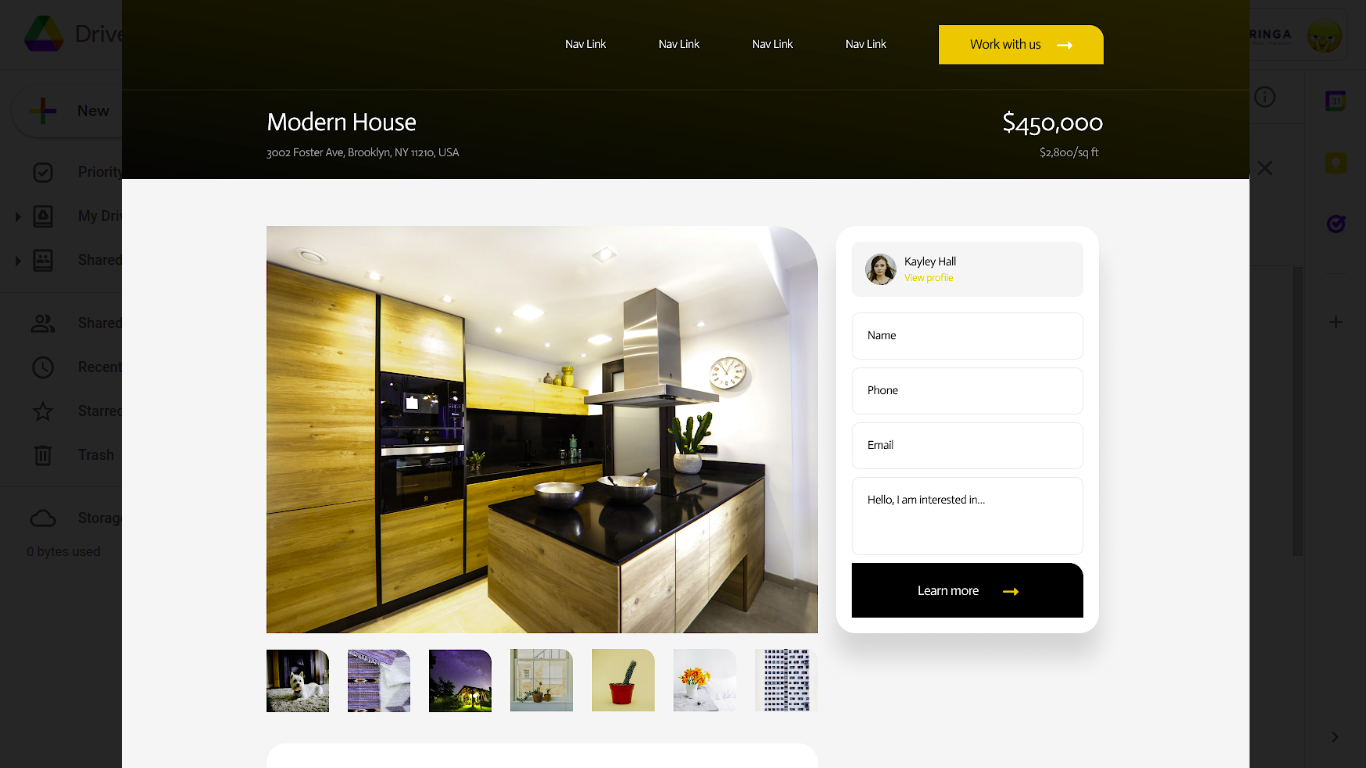 Drive
Nav Link
Nav Link
Nav Link
Nav Link
Work with us
RINGA
New
Modern House
$450,000
3002 Foster Ave, Brooklyn, NY 11210, USA
$2,800/sq ft
Priority
My Driv
Shared
Shared
Recent
Starred
Trash
Storag
0 bytes used
Kayley Hall
View profile
Name
Phone
Email
Hello, I am interested in...
Learn more